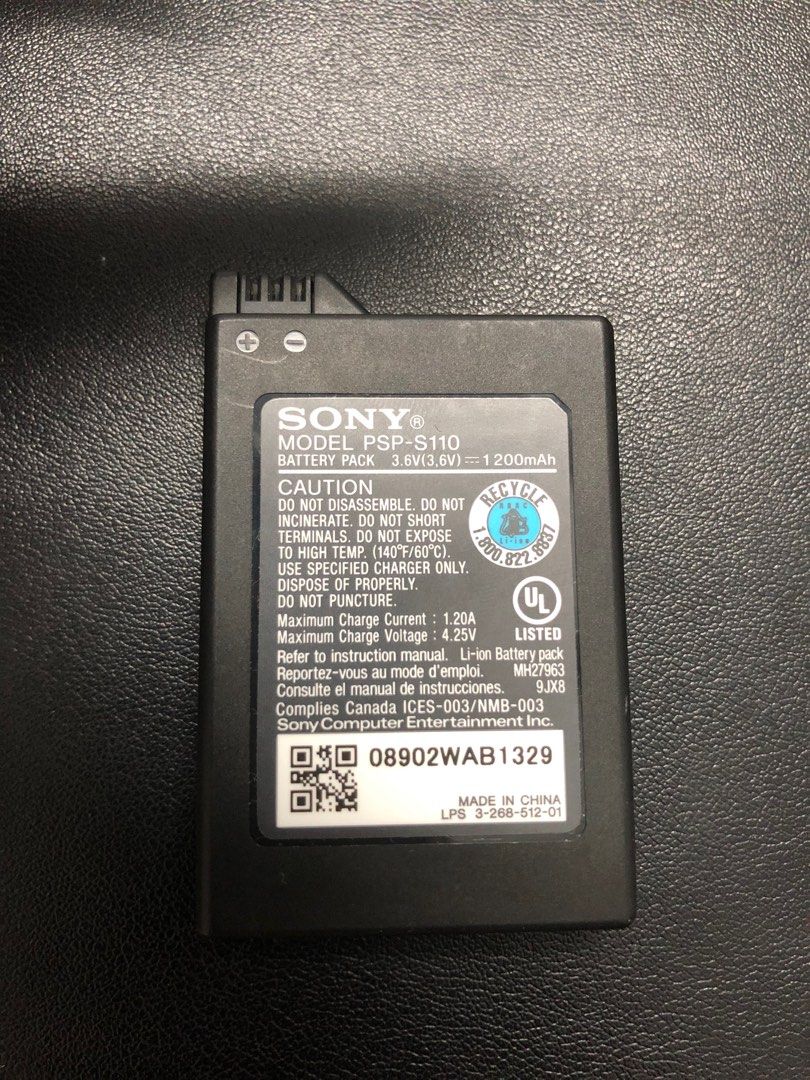 + -
SONY®
MODEL PSP-S110
BATTERY PACK 3.6V(3,6V) ⎓ 1200mAh
CAUTION
DO NOT DISASSEMBLE. DO NOT
INCINERATE. DO NOT SHORT
TERMINALS. DO NOT EXPOSE
TO HIGH TEMP. (140°F/60°C).
USE SPECIFIED CHARGER ONLY.
DISPOSE OF PROPERLY.
DO NOT PUNCTURE.
RECYCLE
RBRC
Li-ion
1.800.822.8837
UL
LISTED
Maximum Charge Current : 1.20A
Maximum Charge Voltage : 4.25V
Refer to instruction manual. Li-ion Battery pack
Reportez-vous au mode d'emploi. MH27963
Consulte el manual de instrucciones. 9JX8
Complies Canada ICES-003/NMB-003
Sony Computer Entertainment Inc.
08902WAB1329
MADE IN CHINA
LPS 3-268-512-01